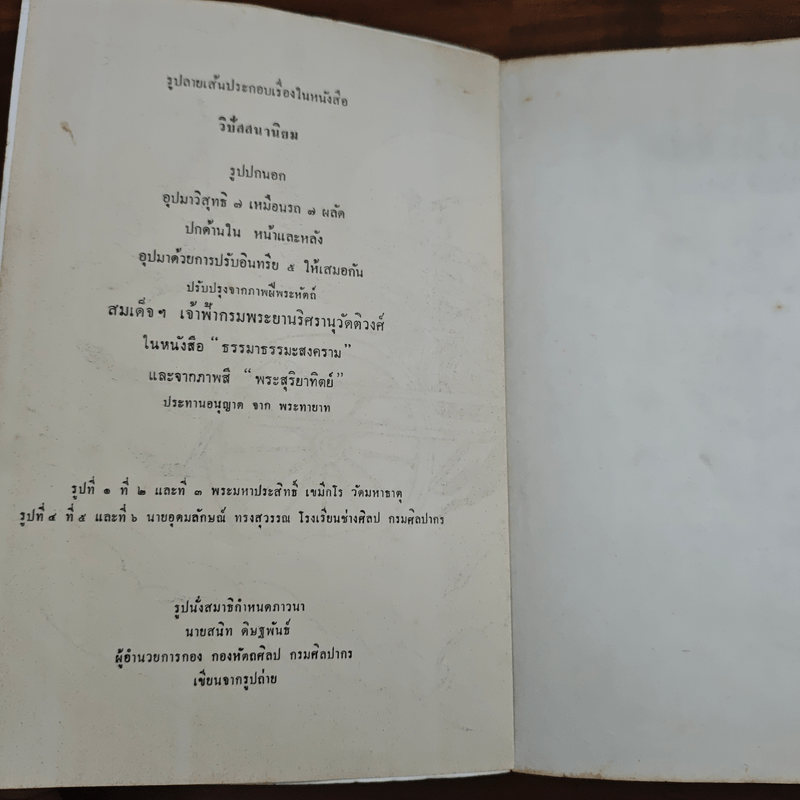 รูปลายเส้นประกอบเรื่องในหนังสือ
วิปัสสนานิยม
รูปปกนอก
อุปมาวิสุทธิ ๗ เหมือนรถ ๗ ผลัด
ปกด้านใน หน้าและหลัง
อุปมาด้วยการปรับอินทรีย ๕ ให้เสมอกัน
ปรับปรุงจากภาพฝีพระหัตถ์
สมเด็จฯ เจ้าฟ้ากรมพระยานริศรานุวัตติวงศ์
ในหนังสือ “ธรรมาธรรมะสงคราม”
และจากภาพสี “พระสุริยาทิตย์”
ประทานอนุญาต จาก พระทายาท
รูปที่ ๑ ที่ ๒ และที่ ๓ พระมหาประสิทธิ์ เขมิกโร วัดมหาธาตุ
รูปที่ ๔ ที่ ๕ และที่ ๖ นายอุดมลักษณ์ ทรงสุวรรณ โรงเรียนช่างศิลป กรมศิลปากร
รูปนั่งสมาธิกำหนดภาวนา
นายสนิท ดิษฐพันธ์
ผู้อำนวยการกอง กองหัตถศิลป กรมศิลปากร
เขียนจากรูปถ่าย